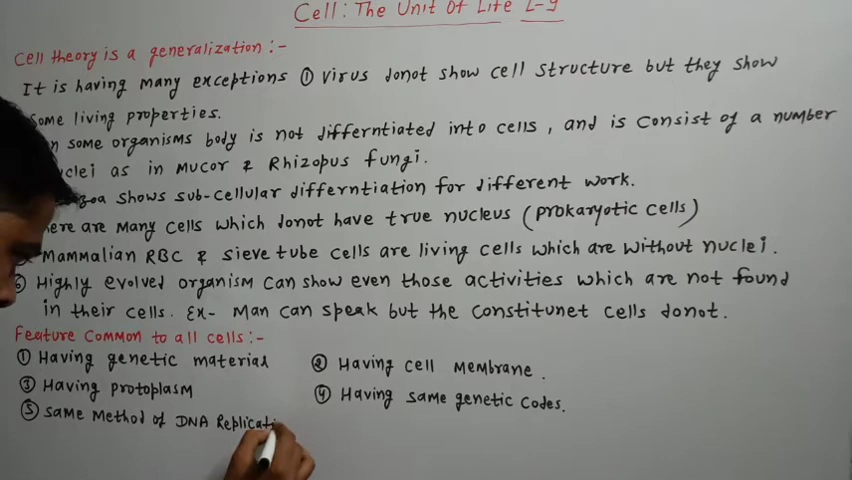 Cell: The Unit Of Life L-9
Cell theory is a generalization :-
It is having many exceptions ① Virus donot show cell structure but they show
Some living properties.
some organisms body is not differntiated into cells, and is consist of a number
nuclei as in Mucor & Rhizopus fungi.
shows sub-cellular differntiation for different work.
are Many cells which donot have true nucleus (prokaryotic cells)
Mammalian RBC & sieve tube cells are living cells which are without nuclei.
⑥ Highly evolved organism can show even those activities which are not found
in their cells. Ex- Man can speak but the constitunet cells donot.
Feature Common to all cells:-
① Having genetic material ② Having cell Membrane.
③ Having protoplasm ④ Having same genetic Codes.
⑤ Same Method of DNA Replicati